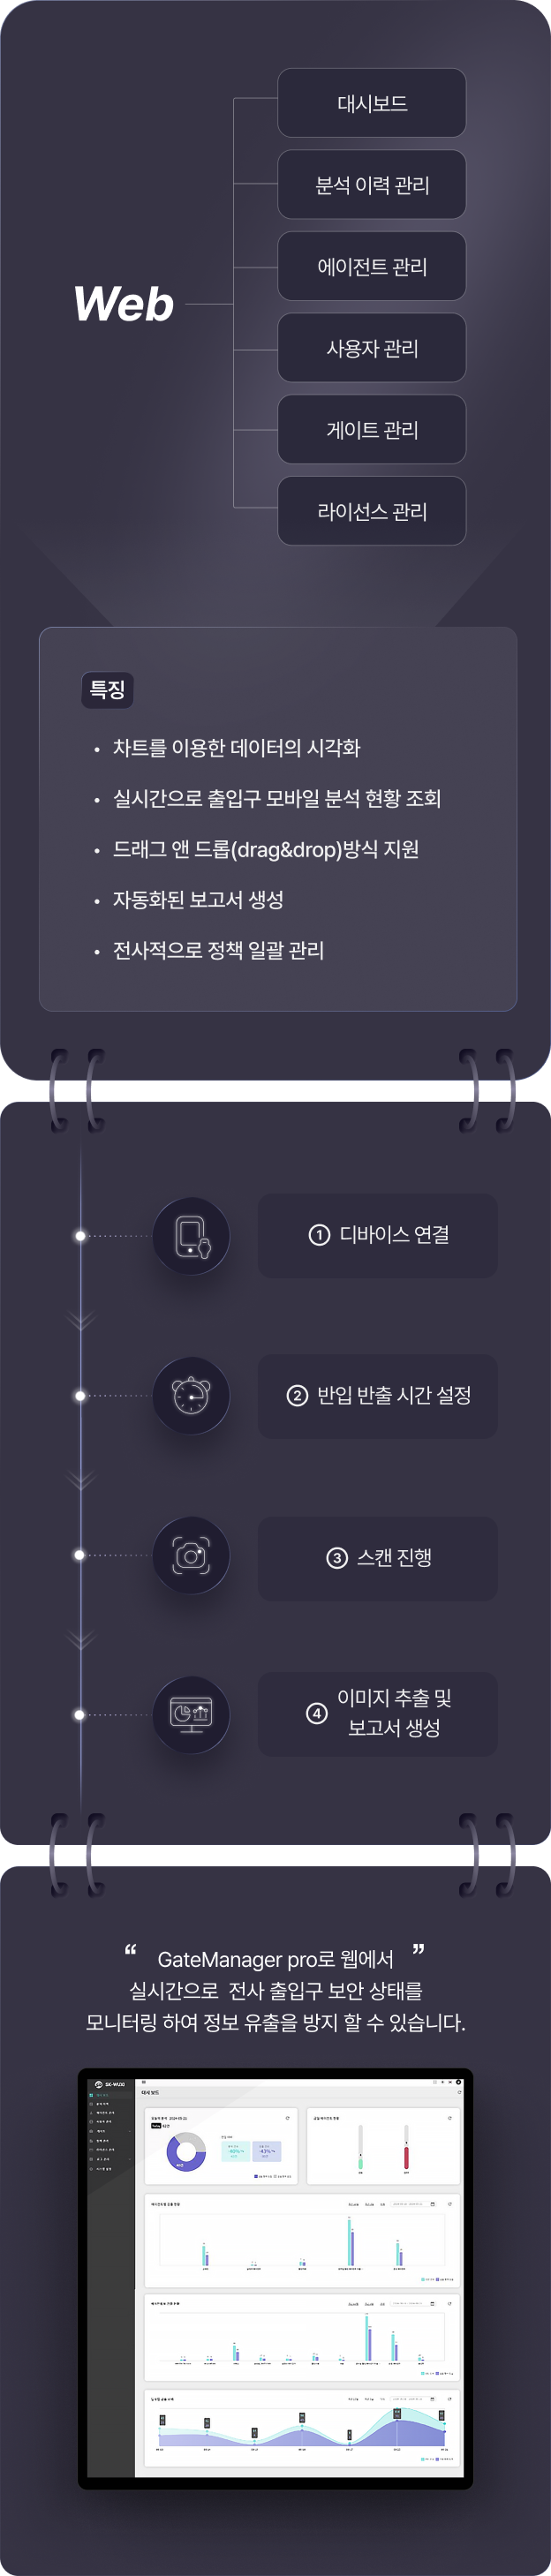 Web
대시보드
분석 이력 관리
에이전트 관리
사용자 관리
게이트 관리
라이선스 관리
특징
• 차트를 이용한 데이터의 시각화
• 실시간으로 출입구 모바일 분석 현황 조회
• 드래그 앤 드롭(drag&drop)방식 지원
• 자동화된 보고서 생성
• 전사적으로 정책 일괄 관리
① 디바이스 연결
② 반입 반출 시간 설정
③ 스캔 진행
④ 이미지 추출 및
보고서 생성
“ GateManager pro로 웹에서 ”
실시간으로 전사 출입구 보안 상태를
모니터링 하여 정보 유출을 방지 할 수 있습니다.
대시보드